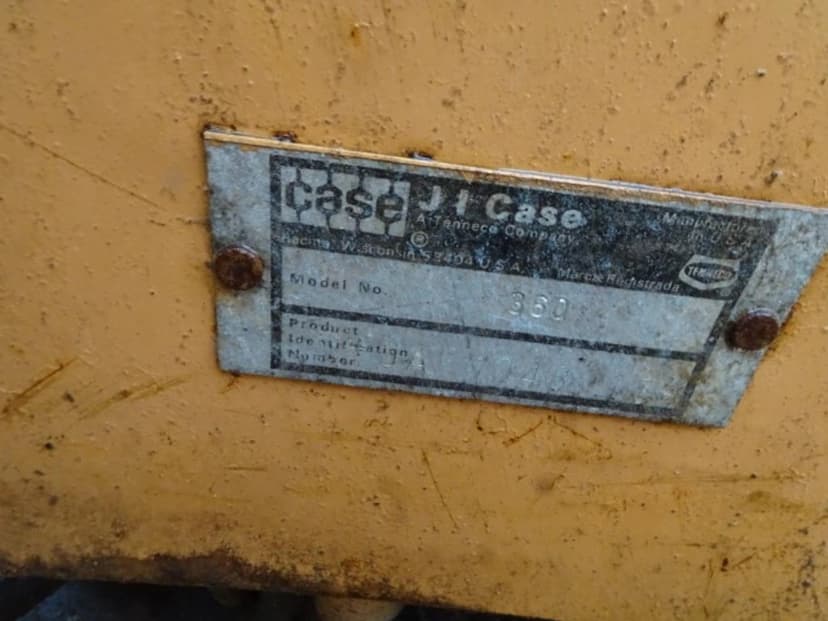 case J I Case
A Tenneco Company
Manufactured
in U.S.A.
Racine, Wisconsin 53404 U.S.A.
Marca Registrada
TENNECO
Model No. 360
Product
Identification
Number